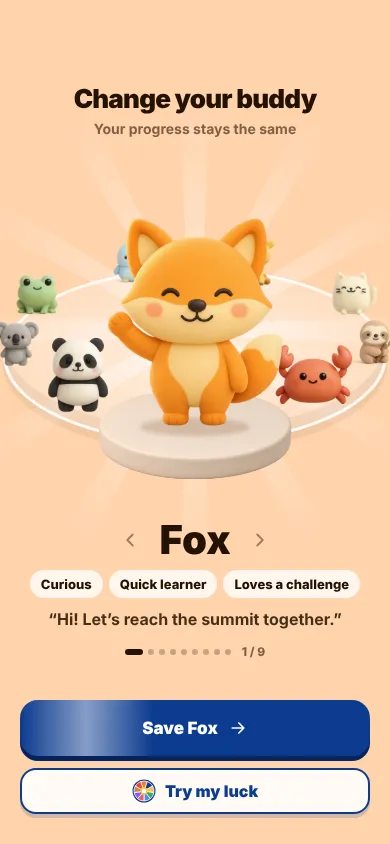 Change your buddy
Your progress stays the same
Fox
Curious
Quick learner
Loves a challenge
“Hi! Let’s reach the summit together.”
1 / 9
Save Fox
Try my luck